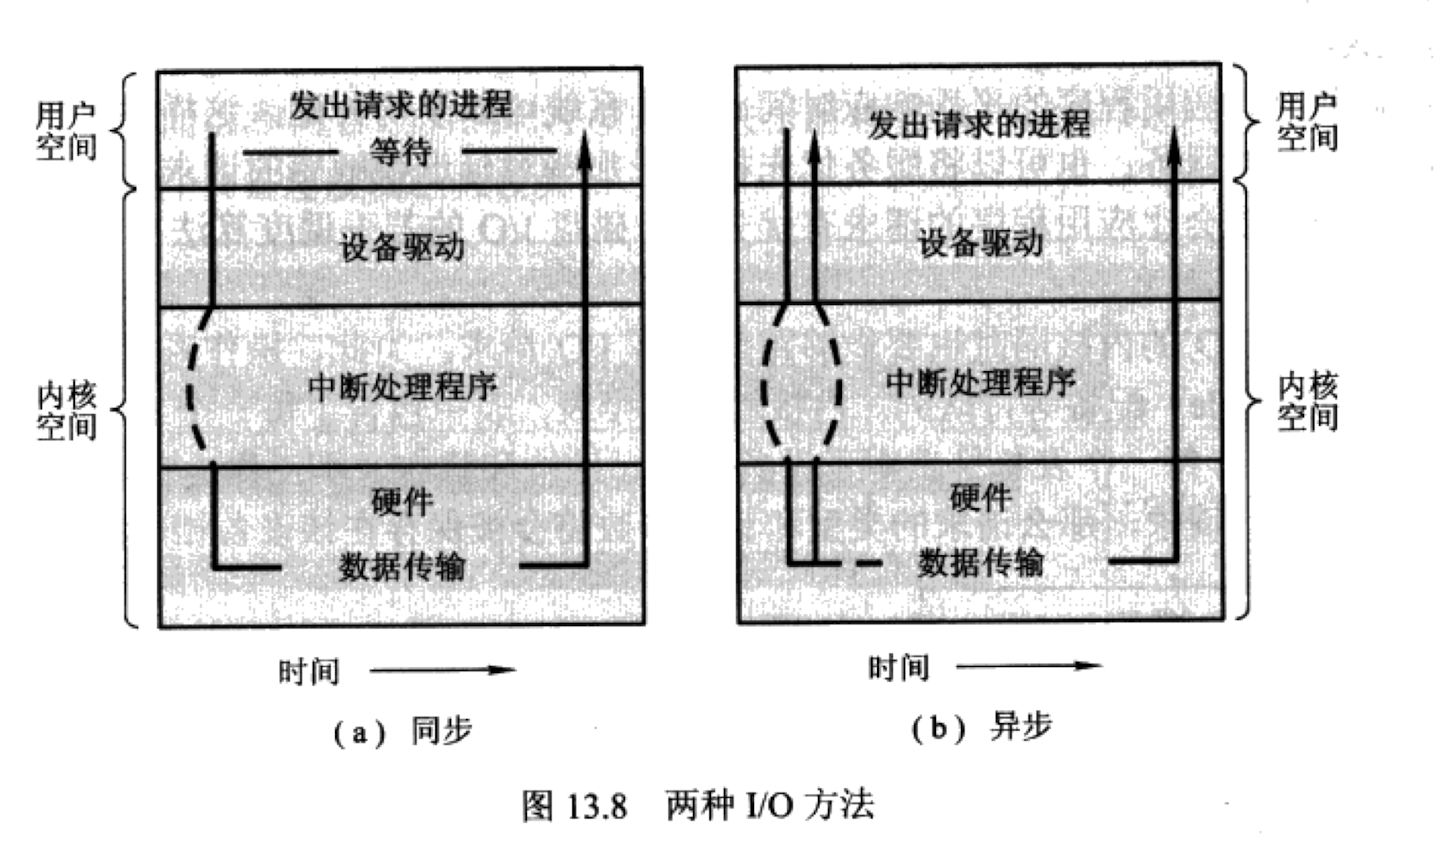 用户
空间
发出请求的进程
等待
设备驱动
内核
空间
中断处理程序
硬件
数据传输
时间
(a) 同步
发出请求的进程
用户
空间
设备驱动
中断处理程序
内核
空间
硬件
数据传输
时间
(b) 异步
图 13.8 两种 I/O 方法